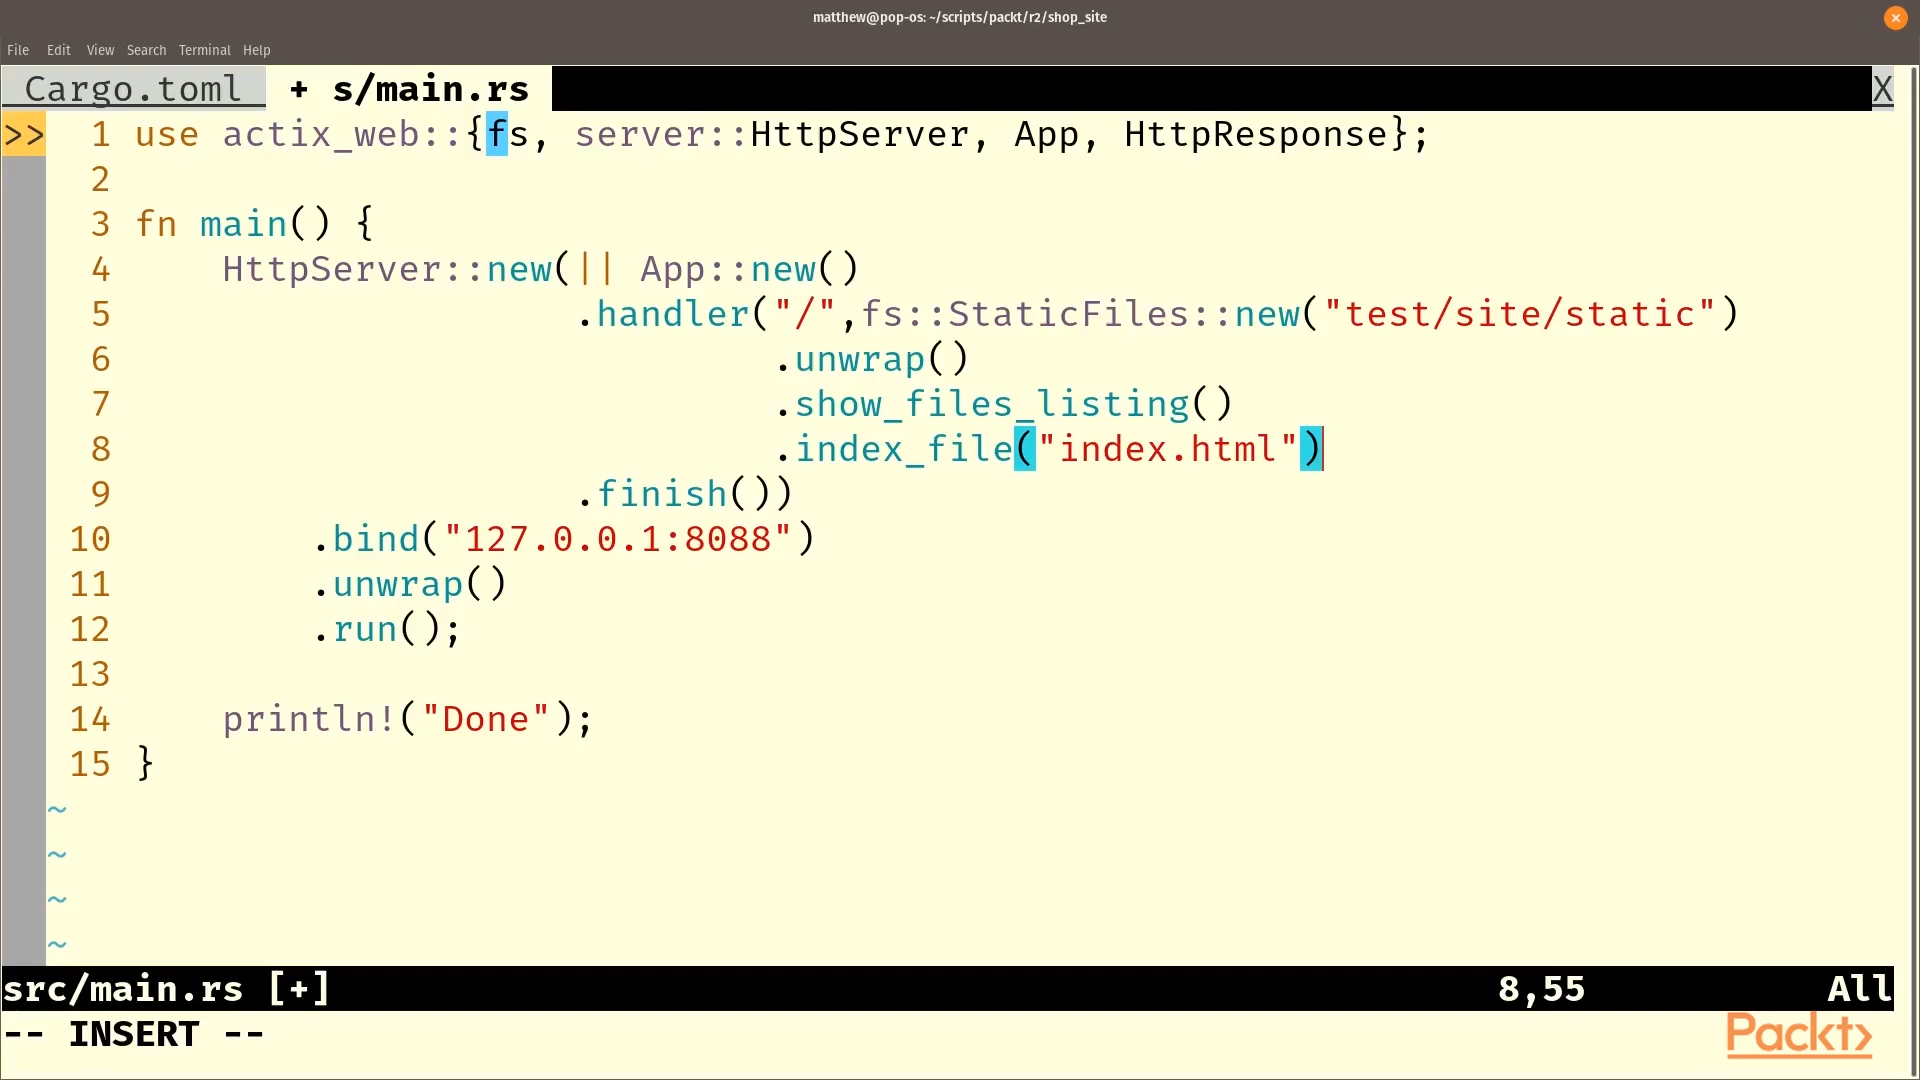 matthew@pop-os: ~/scripts/packt/r2/shop_site
File Edit View Search Terminal Help
Cargo.toml + s/main.rs X
>> 1 use actix_web::{fs, server::HttpServer, App, HttpResponse};
2
3 fn main() {
4 HttpServer::new(|| App::new()
5 .handler("/",fs::StaticFiles::new("test/site/static")
6 .unwrap()
7 .show_files_listing()
8 .index_file("index.html")
9 .finish())
10 .bind("127.0.0.1:8088")
11 .unwrap()
12 .run();
13
14 println!("Done");
15 }
~
~
~
~
src/main.rs [+] 8,55 All
-- INSERT --
Packt>